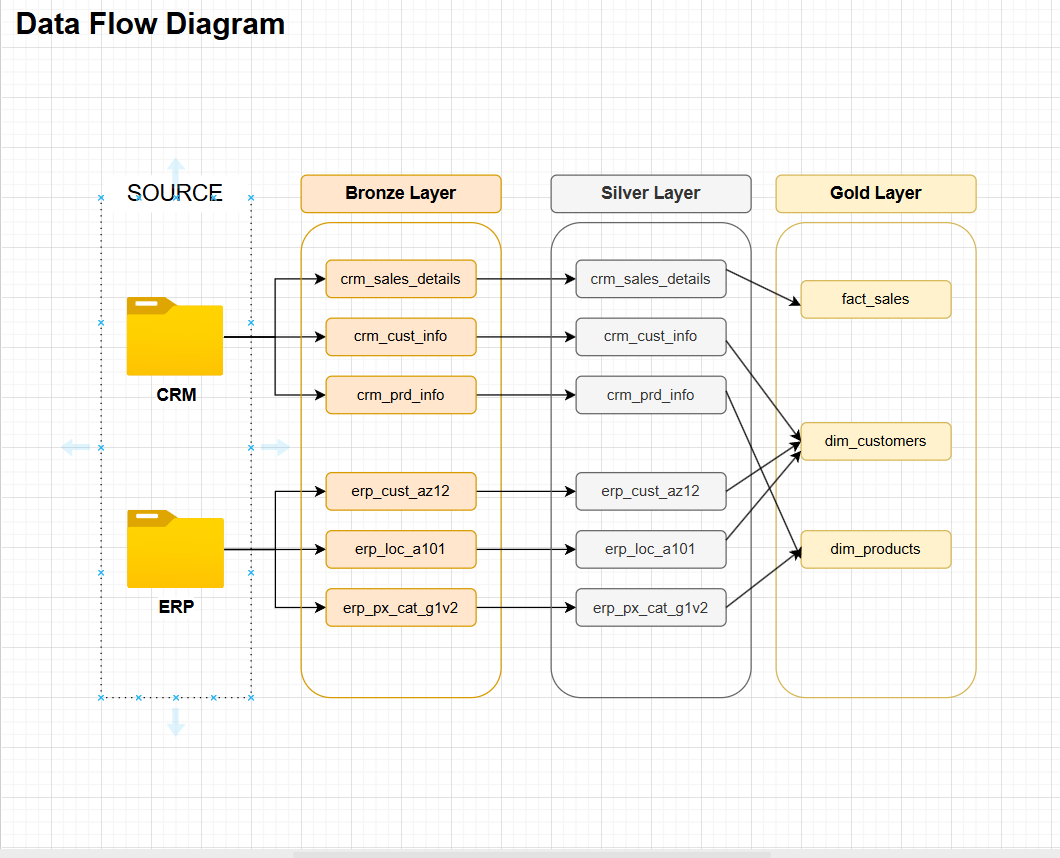 Data Flow Diagram
SOURCE
Bronze Layer
Silver Layer
Gold Layer
crm_sales_details
crm_sales_details
fact_sales
crm_cust_info
crm_cust_info
CRM
crm_prd_info
crm_prd_info
dim_customers
erp_cust_az12
erp_cust_az12
erp_loc_a101
erp_loc_a101
dim_products
ERP
erp_px_cat_g1v2
erp_px_cat_g1v2